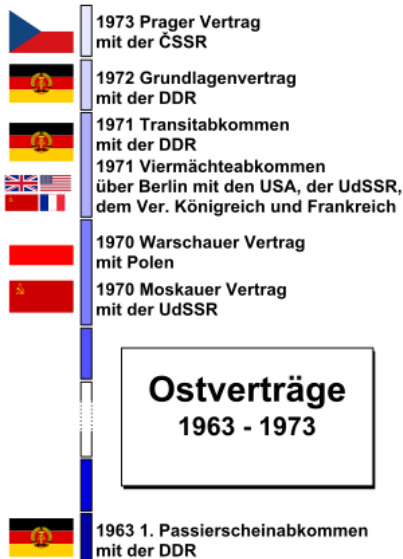 1973 Prager Vertrag
mit der ČSSR
1972 Grundlagenvertrag
mit der DDR
1971 Transitabkommen
mit der DDR
1971 Viermächteabkommen
über Berlin mit den USA, der UdSSR,
dem Ver. Königreich und Frankreich
1970 Warschauer Vertrag
mit Polen
1970 Moskauer Vertrag
mit der UdSSR
Ostverträge
1963 - 1973
1963 1. Passierscheinabkommen
mit der DDR